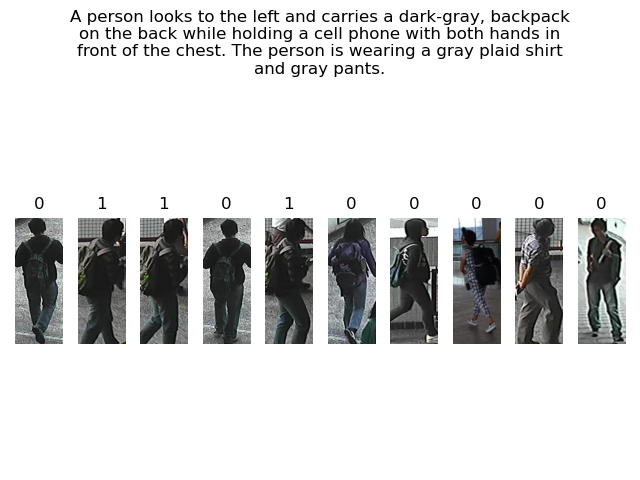 A person looks to the left and carries a dark-gray, backpack
on the back while holding a cell phone with both hands in
front of the chest. The person is wearing a gray plaid shirt
and gray pants.
0 1 1 0 1 0 0 0 0 0